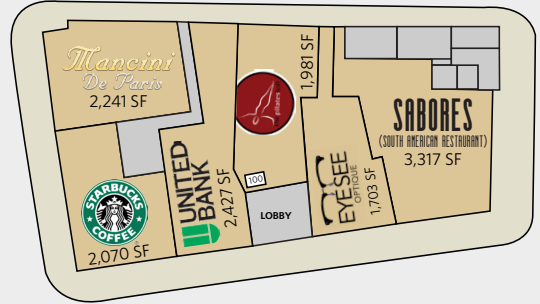 Mancini
De Paris
2,241 SF
STARBUCKS
COFFEE
2,070 SF
UNITED
BANK
2,427 SF
pilates
1,981 SF
100
LOBBY
EYESEE
OPTIQUE
1,703 SF
SABORES
(SOUTH AMERICAN RESTAURANT)
3,317 SF